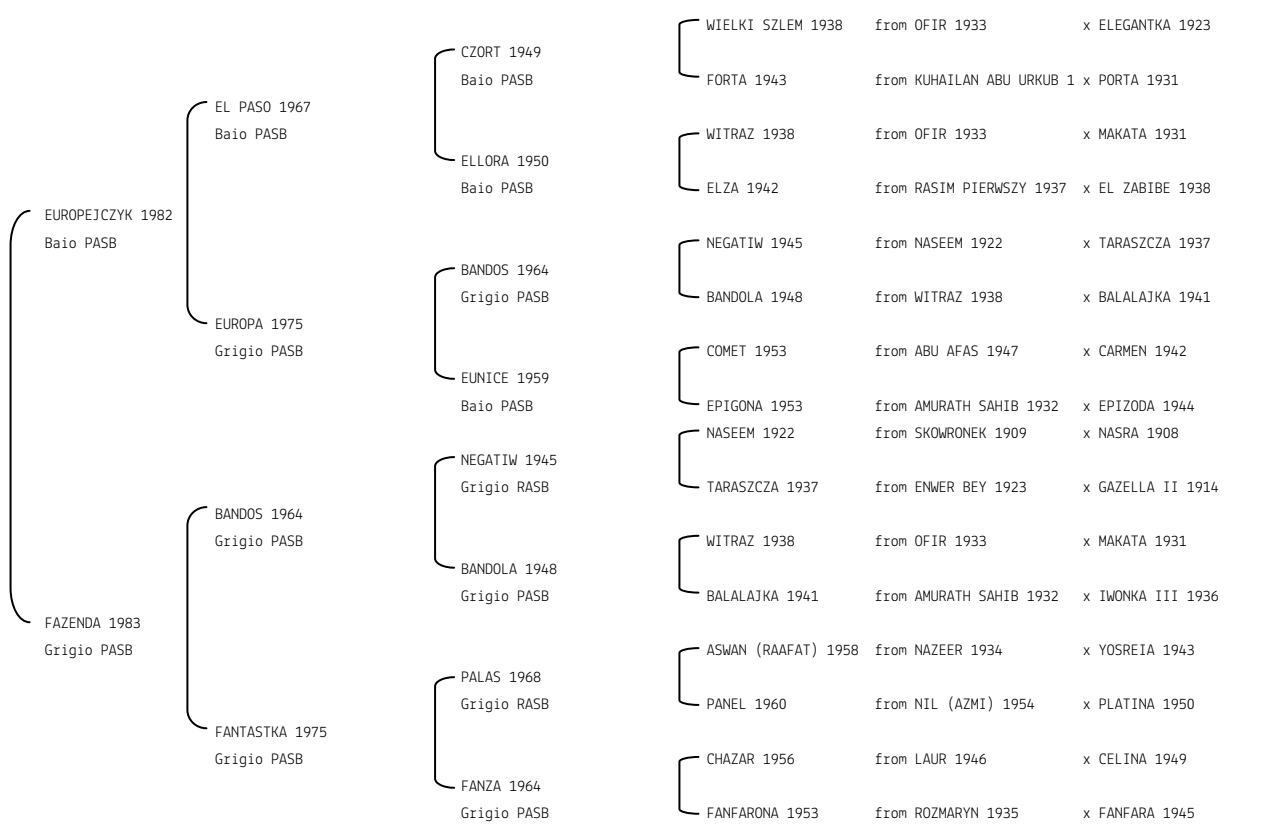 WIELKI SZLEM 1938 from OFIR 1933 x ELEGANTKA 1923
CZORT 1949
Baio PASB FORTA 1943 from KUHAILAN ABU URKUB 1 x PORTA 1931
EL PASO 1967
Baio PASB WITRAZ 1938 from OFIR 1933 x MAKATA 1931
ELLORA 1950
Baio PASB ELZA 1942 from RASIM PIERWSZY 1937 x EL ZABIBE 1938
EUROPEJCZYK 1982
Baio PASB NEGATIW 1945 from NASEEM 1922 x TARASZCZA 1937
BANDOS 1964
Grigio PASB BANDOLA 1948 from WITRAZ 1938 x BALALAJKA 1941
EUROPA 1975
Grigio PASB COMET 1953 from ABU AFAS 1947 x CARMEN 1942
EUNICE 1959
Baio PASB EPIGONA 1953 from AMURATH SAHIB 1932 x EPIZODA 1944
NASEEM 1922 from SKOWRONEK 1909 x NASRA 1908
NEGATIW 1945
Grigio RASB TARASZCZA 1937 from ENWER BEY 1923 x GAZELLA II 1914
BANDOS 1964
Grigio PASB WITRAZ 1938 from OFIR 1933 x MAKATA 1931
BANDOLA 1948
Grigio PASB BALALAJKA 1941 from AMURATH SAHIB 1932 x IWONKA III 1936
FAZENDA 1983
Grigio PASB ASWAN (RAAFAT) 1958 from NAZEER 1934 x YOSREIA 1943
PALAS 1968
Grigio RASB PANEL 1960 from NIL (AZMI) 1954 x PLATINA 1950
FANTASTKA 1975
Grigio PASB CHAZAR 1956 from LAUR 1946 x CELINA 1949
FANZA 1964
Grigio PASB FANFARONA 1953 from ROZMARYN 1935 x FANFARA 1945